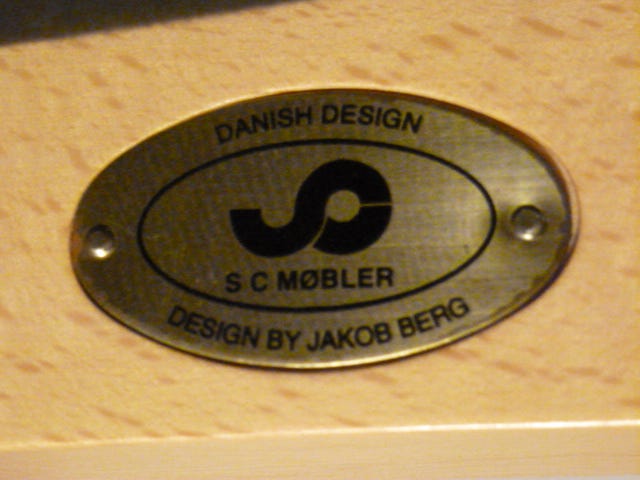 DANISH DESIGN
S C MØBLER
DESIGN BY JAKOB BERG